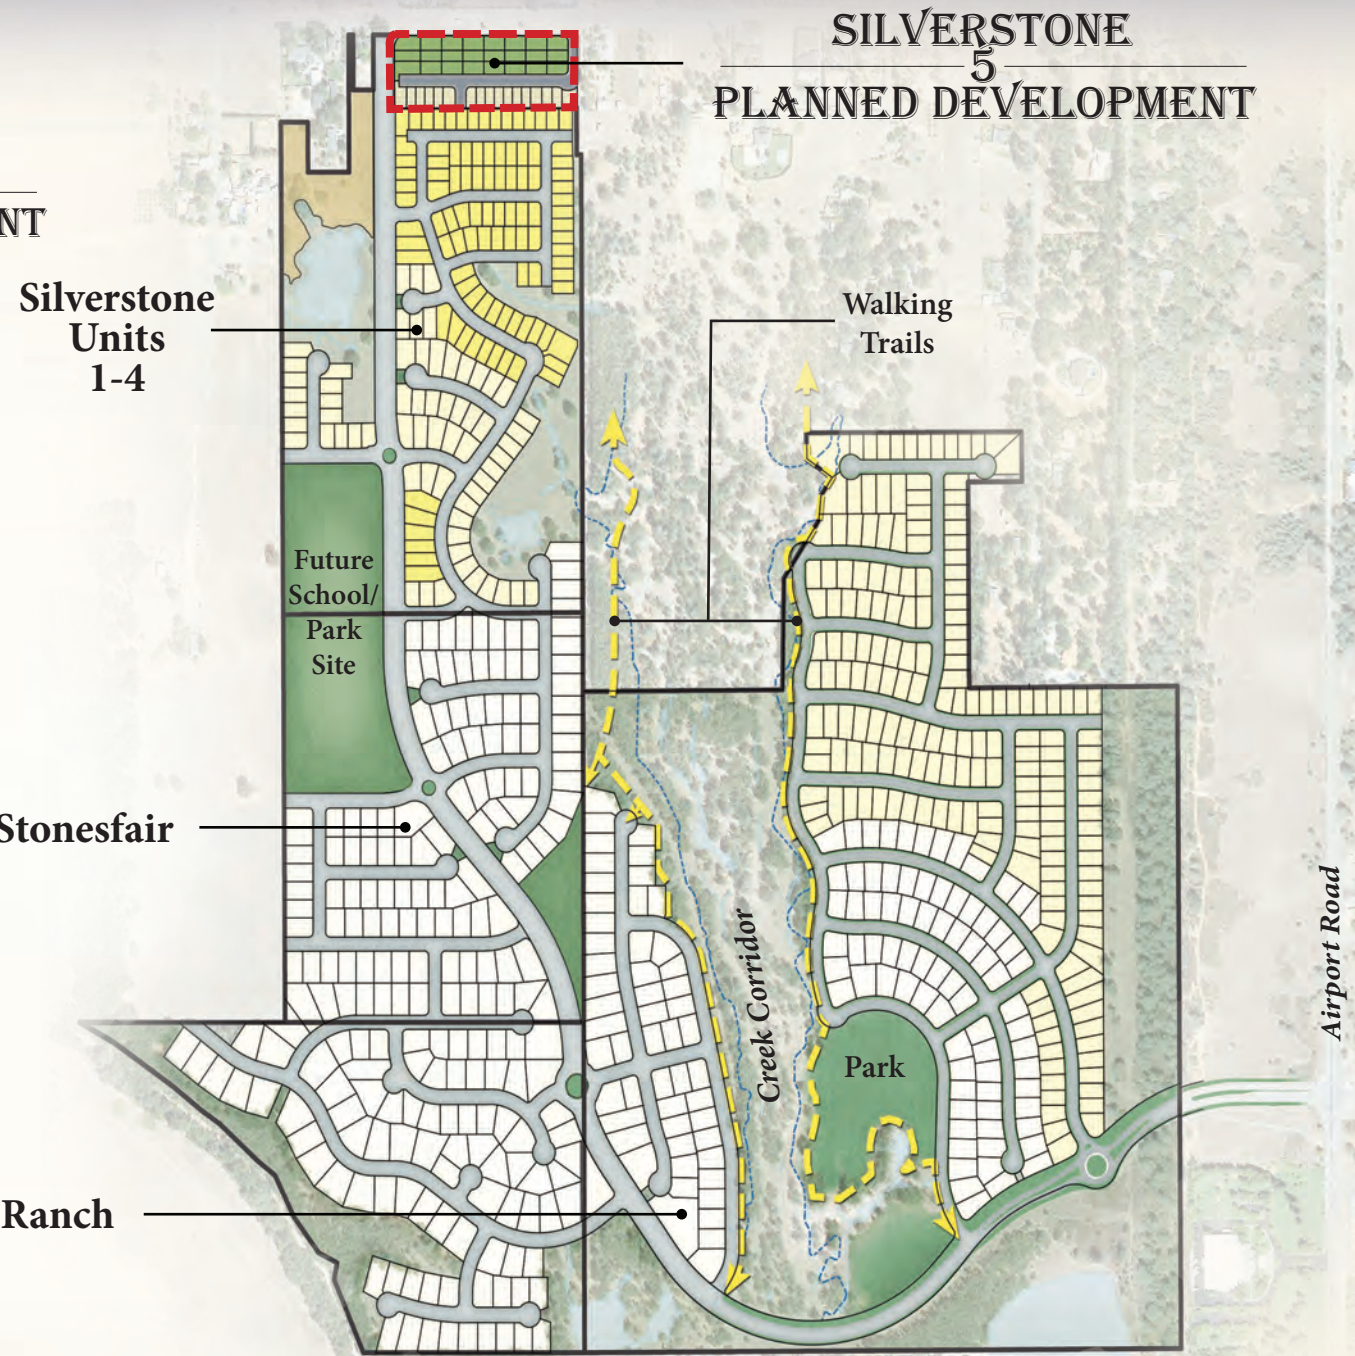 SILVERSTONE
5
PLANNED DEVELOPMENT
NT
Silverstone
Units
1-4
Walking
Trails
Future
School/
Park
Site
Stonesfair
Creek Corridor
Park
Airport Road
Ranch